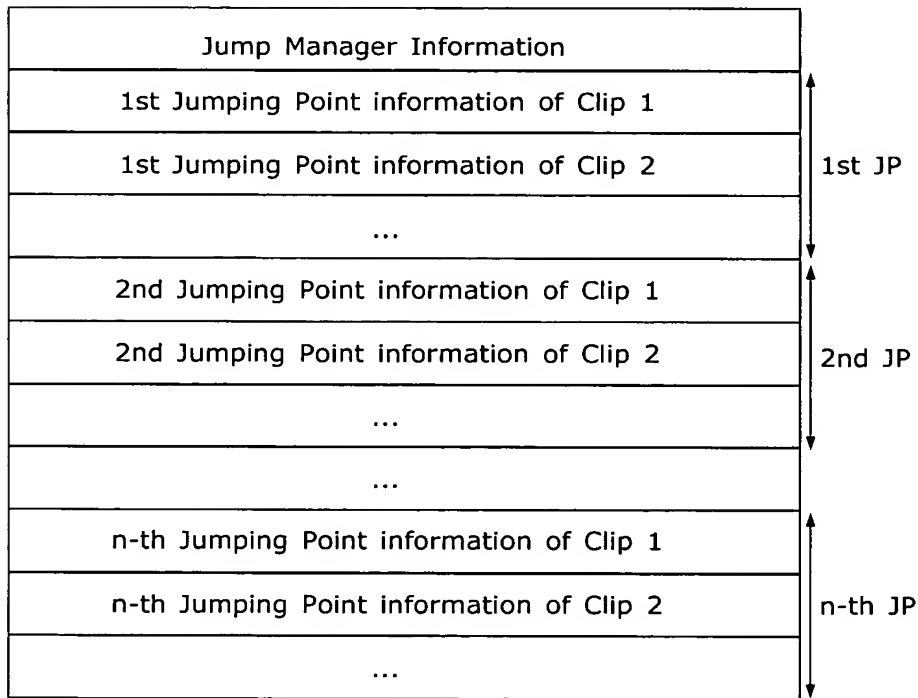 Jump Manager Information
1st Jumping Point information of Clip 1
1st Jumping Point information of Clip 2
...
1st JP
2nd Jumping Point information of Clip 1
2nd Jumping Point information of Clip 2
...
2nd JP
...
n-th Jumping Point information of Clip 1
n-th Jumping Point information of Clip 2
...
n-th JP